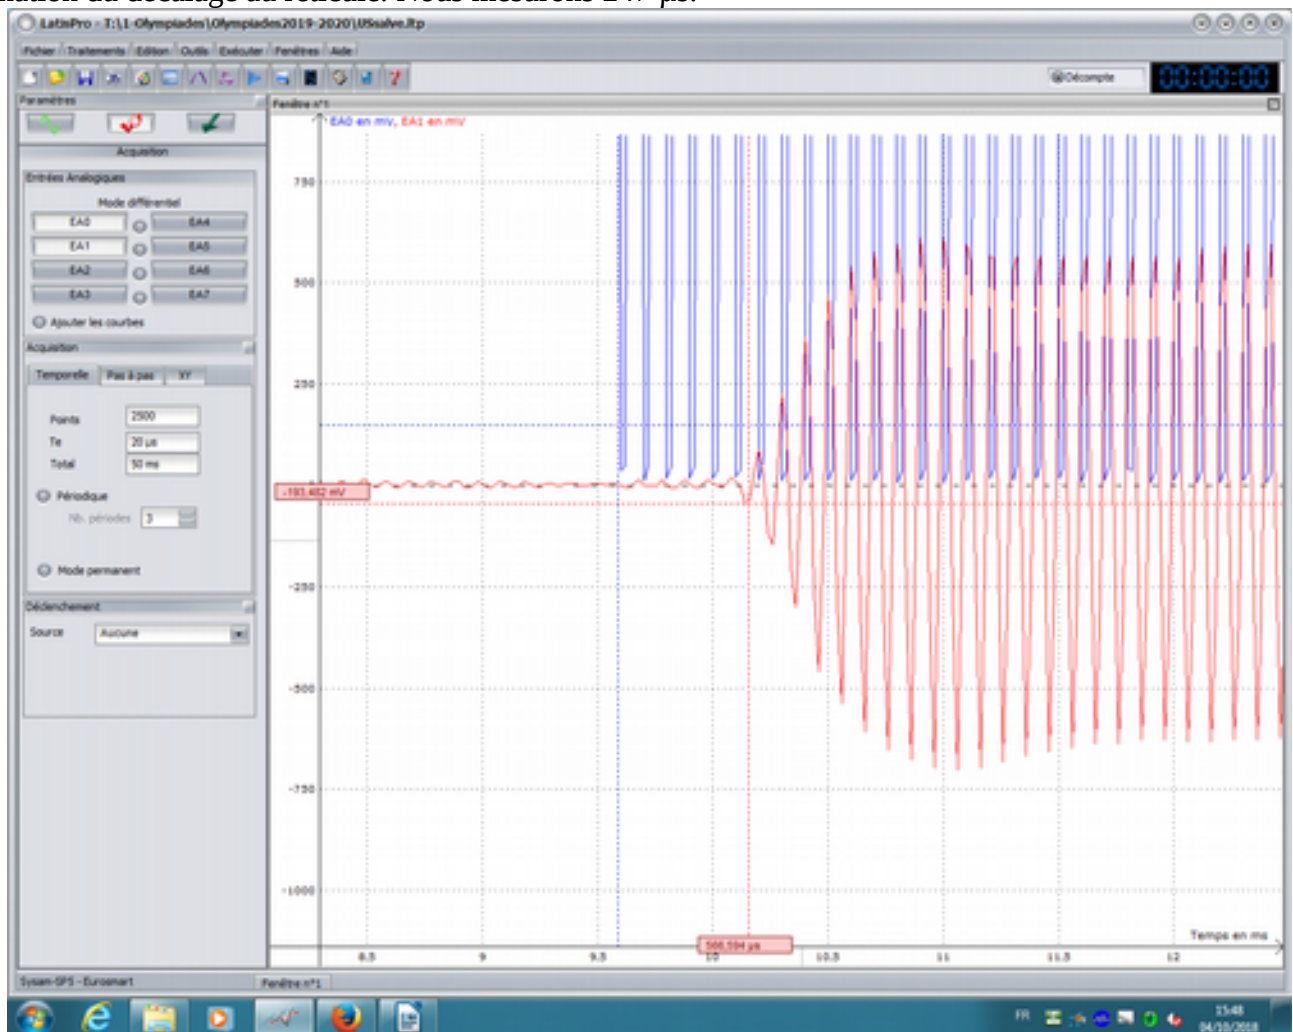 LatisPro - T:\1-Olympiades\Olympiades2019-2020\USsalve.ltp
Fichier Traitements Edition Outils Exécuter Fenêtres Aide
Décompte 00:00:00
Paramètres
Fenêtre n°1
EA0 en mV, EA1 en mV
Acquisition
Entrées Analogiques
Mode différentiel
EA0 EA4
EA1 EA5
EA2 EA6
EA3 EA7
Ajouter les courbes
Acquisition
Temporelle Pas à pas XY
Points 2500
Te 20 µs
Total 50 ms
Périodique
Nb. périodes 3
Mode permanent
Déclenchement
Source Aucune
750
500
250
-250
-500
-750
-1000
Temps en ms
8.5 9 9.5 10 10.5 11 11.5 12
Sysam-SP5 - Eurosmart
Fenêtre n°1
FR
15:48
04/10/2018